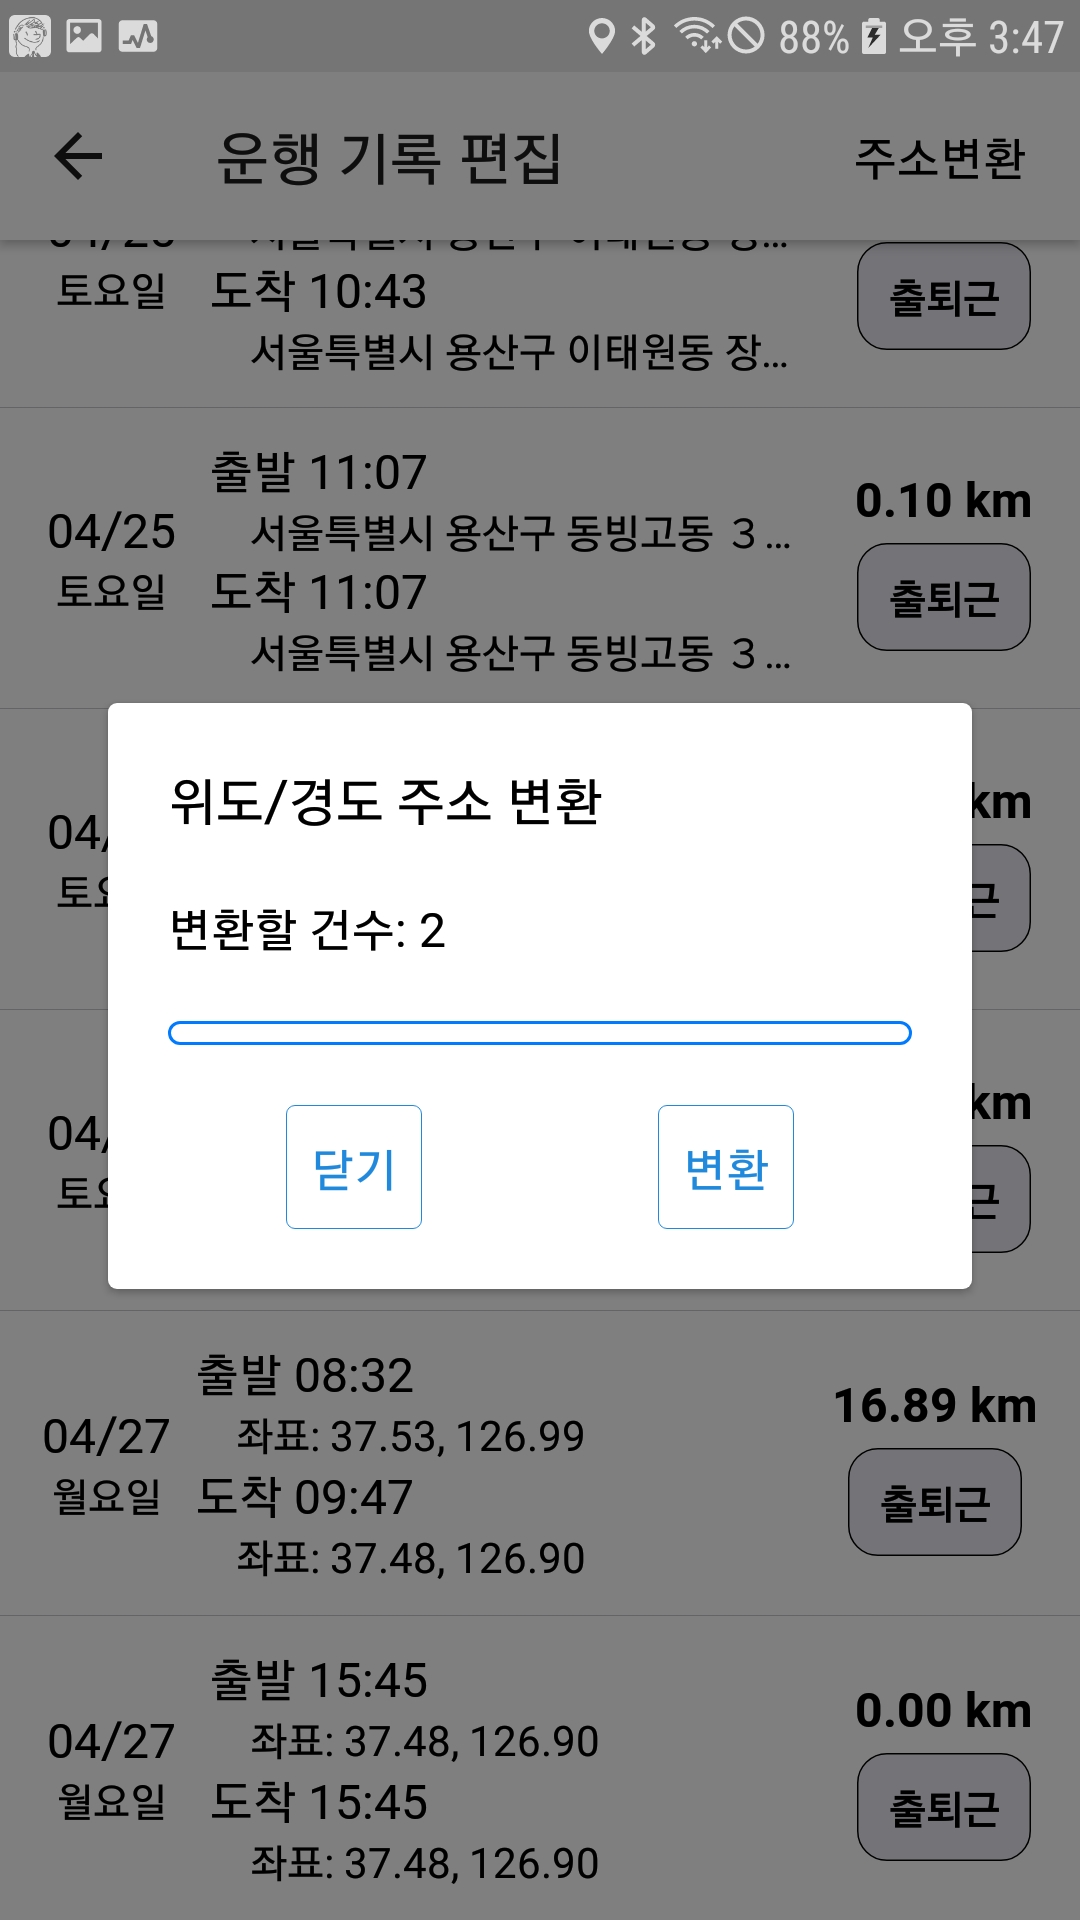 88% 오후 3:47
운행 기록 편집 주소변환
도착 10:43
토요일
출퇴근
서울특별시 용산구 이태원동 장...
출발 11:07
0.10 km
04/25
서울특별시 용산구 동빙고동 3 ...
토요일
도착 11:07
출퇴근
서울특별시 용산구 동빙고동 3 ...
위도/경도 주소 변환
km
04/
변환할 건수: 2
km
04/
닫기 변환
출발 08:32
16.89 km
04/27
좌표: 37.53, 126.99
월요일
도착 09:47
출퇴근
좌표: 37.48, 126.90
출발 15:45
0.00 km
04/27
좌표: 37.48, 126.90
월요일
도착 15:45
출퇴근
좌표: 37.48, 126.90